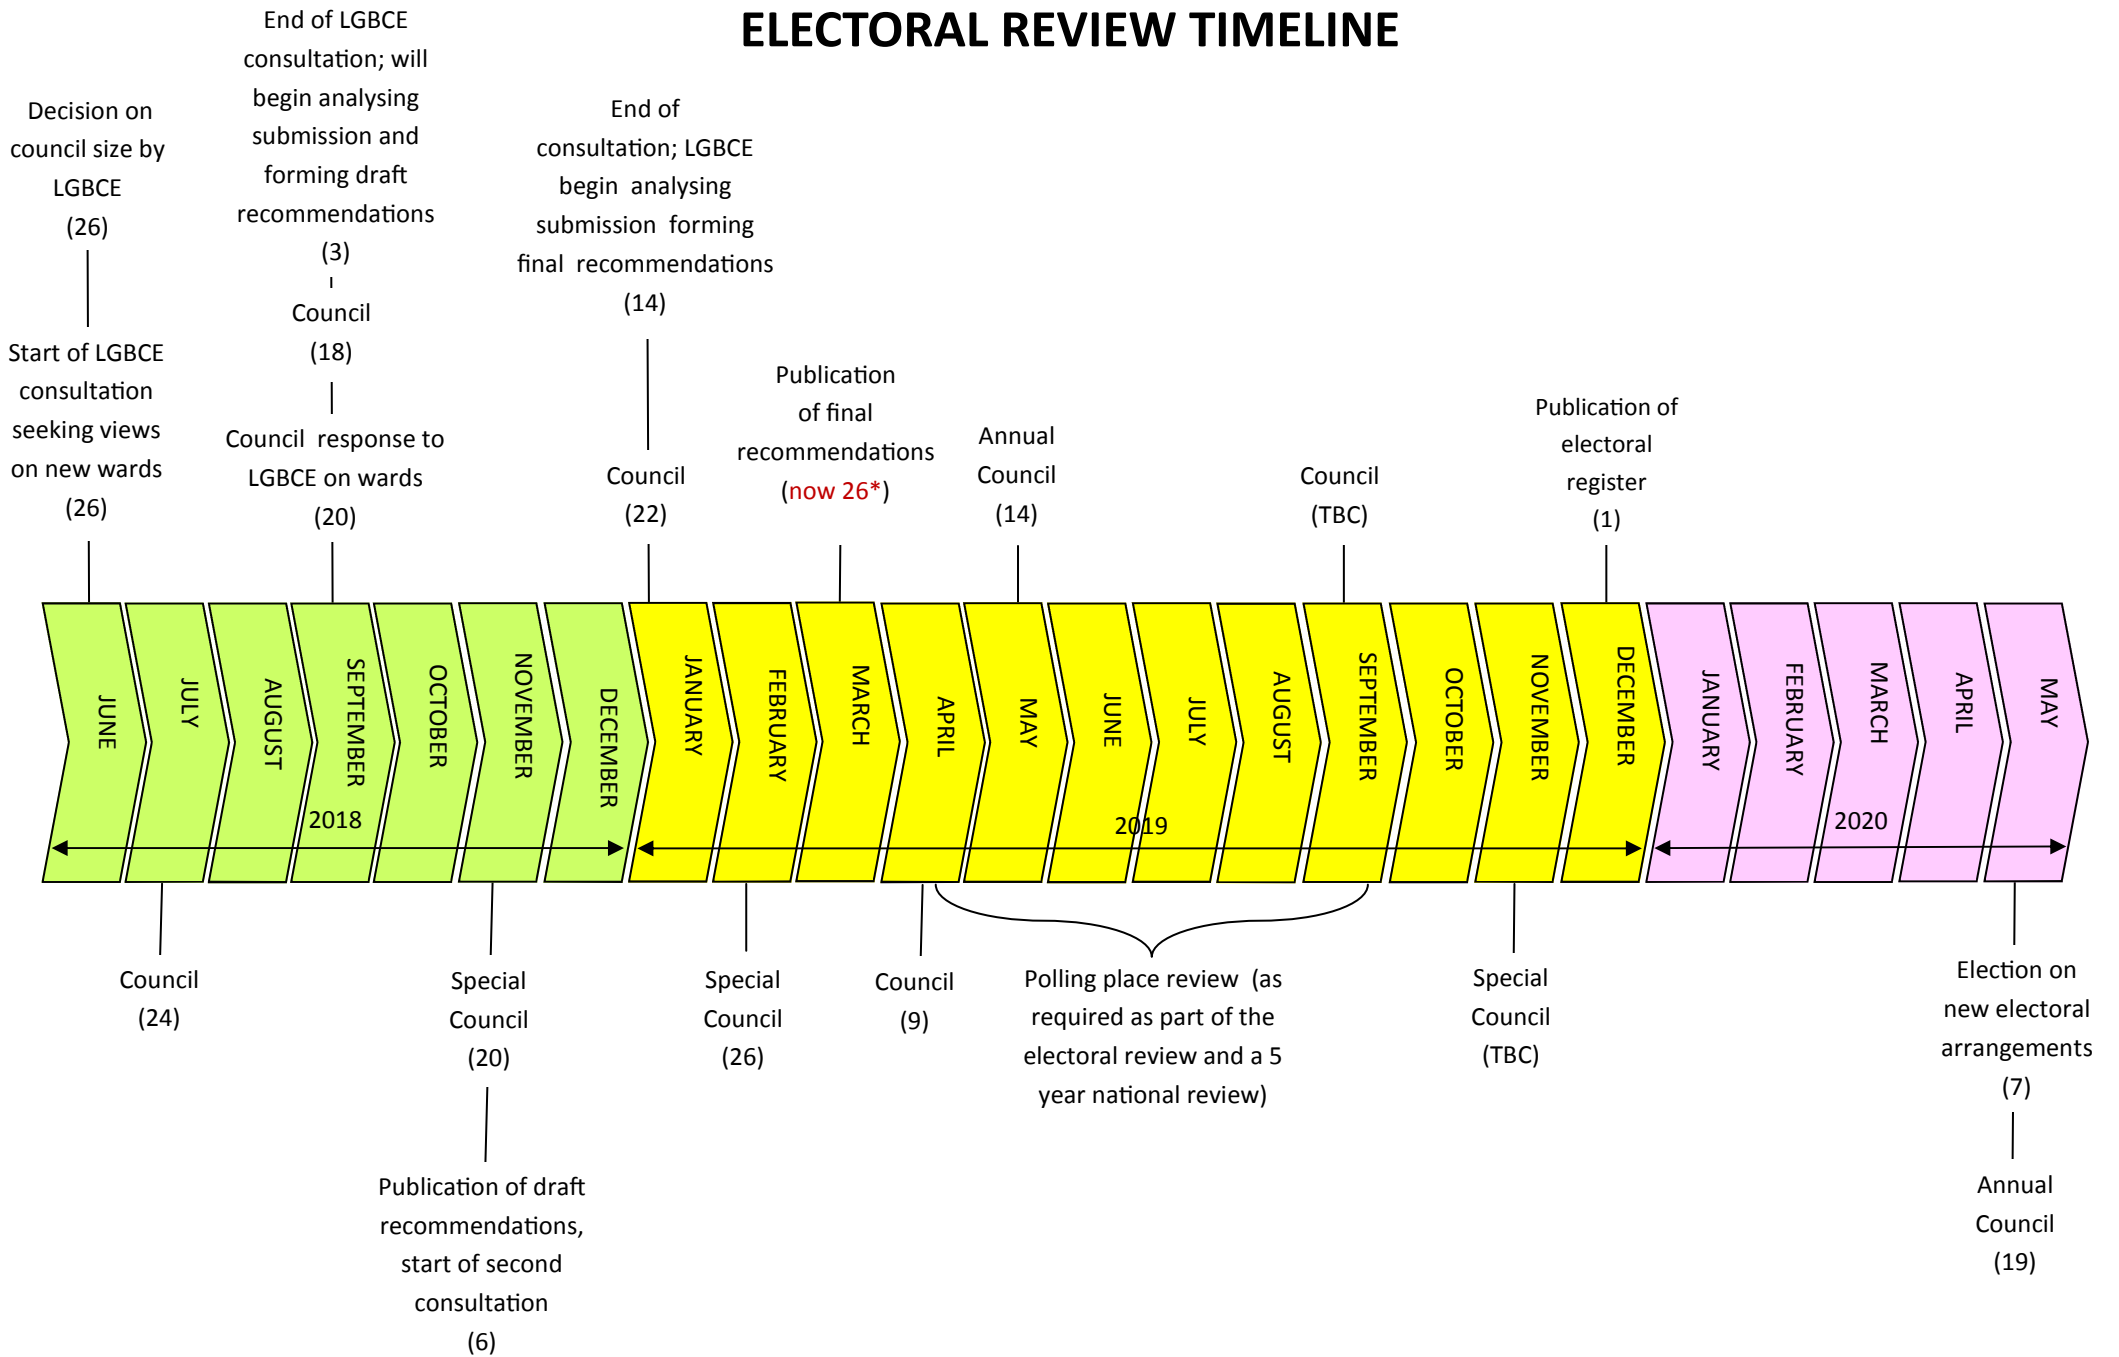 ELECTORAL REVIEW TIMELINE
Decision on
council size by
LGBCE
(26)
Start of LGBCE
consultation
seeking views
on new wards
(26)
End of LGBCE
consultation; will
begin analysing
submission and
forming draft
recommendations
(3)
Council
(18)
Council response to
LGBCE on wards
(20)
End of
consultation; LGBCE
begin analysing
submission forming
final recommendations
(14)
Council
(22)
Publication
of final
recommendations
(now 26*)
Annual
Council
(14)
Council
(TBC)
Publication of
electoral
register
(1)
JUNE
JULY
AUGUST
SEPTEMBER
OCTOBER
NOVEMBER
DECEMBER
JANUARY
FEBRUARY
MARCH
APRIL
MAY
JUNE
JULY
AUGUST
SEPTEMBER
OCTOBER
NOVEMBER
DECEMBER
JANUARY
FEBRUARY
MARCH
APRIL
MAY
2018
2019
2020
Council
(24)
Special
Council
(20)
Publication of draft
recommendations,
start of second
consultation
(6)
Special
Council
(26)
Council
(9)
Polling place review (as
required as part of the
electoral review and a 5
year national review)
Special
Council
(TBC)
Election on
new electoral
arrangements
(7)
Annual
Council
(19)